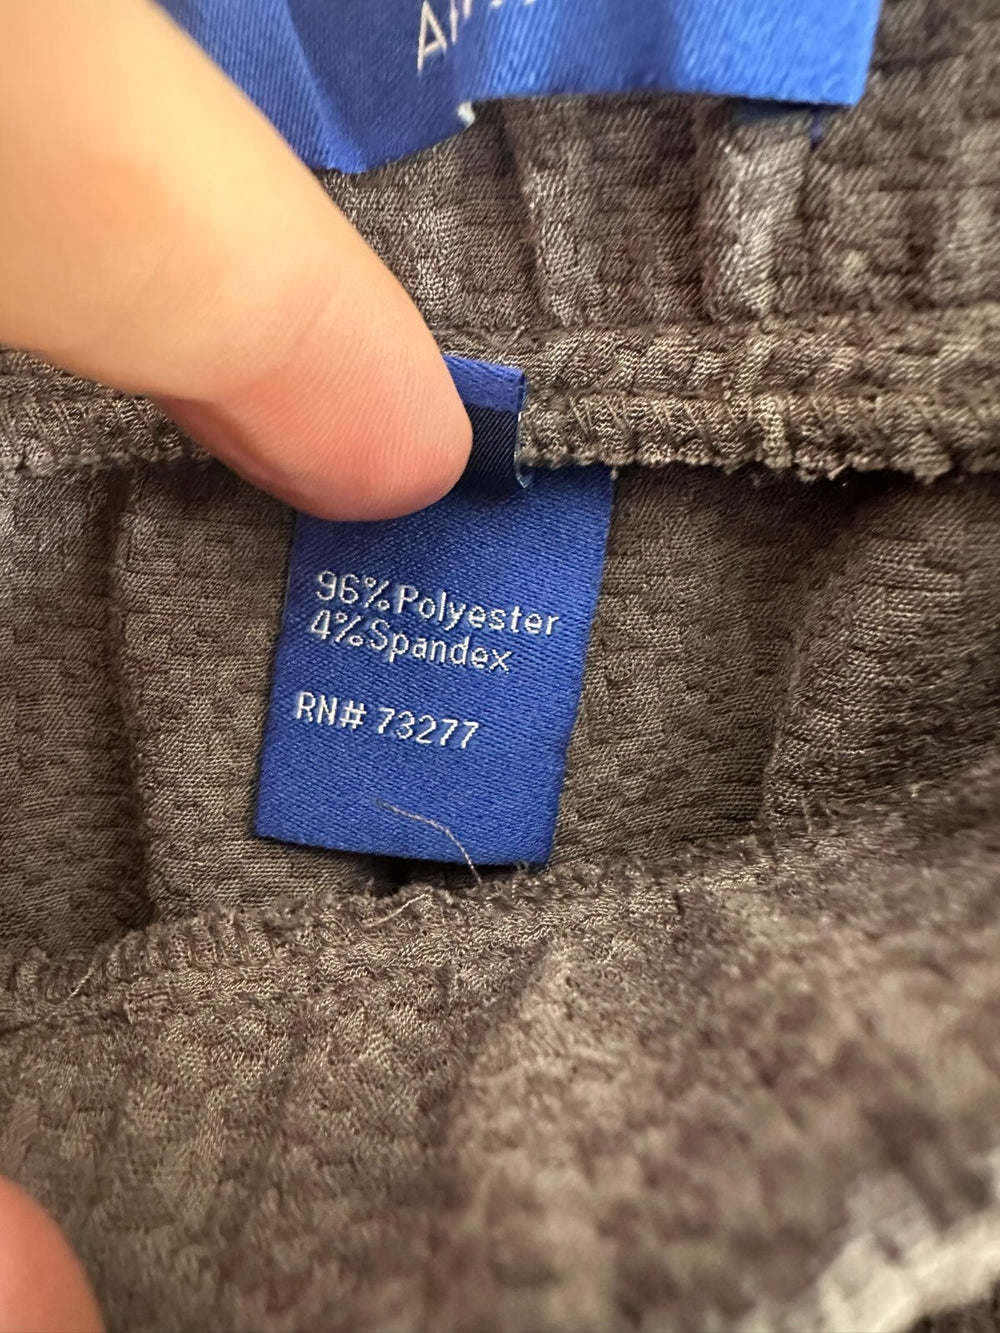 96% Polyester
4% Spandex
RN# 73277